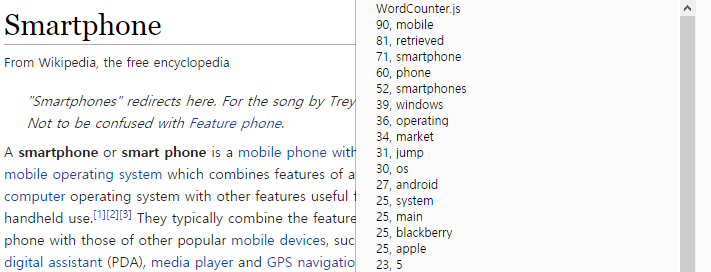 Smartphone
From Wikipedia, the free encyclopedia
"Smartphones" redirects here. For the song by Trey
Not to be confused with Feature phone.
A smartphone or smart phone is a mobile phone with
mobile operating system which combines features of a
computer operating system with other features useful f
handheld use.[1][2][3] They typically combine the feature
phone with those of other popular mobile devices, suc
digital assistant (PDA), media player and GPS navigatio
WordCounter.js
90, mobile
81, retrieved
71, smartphone
60, phone
52, smartphones
39, windows
36, operating
34, market
31, jump
30, os
27, android
25, system
25, main
25, blackberry
25, apple
23, 5